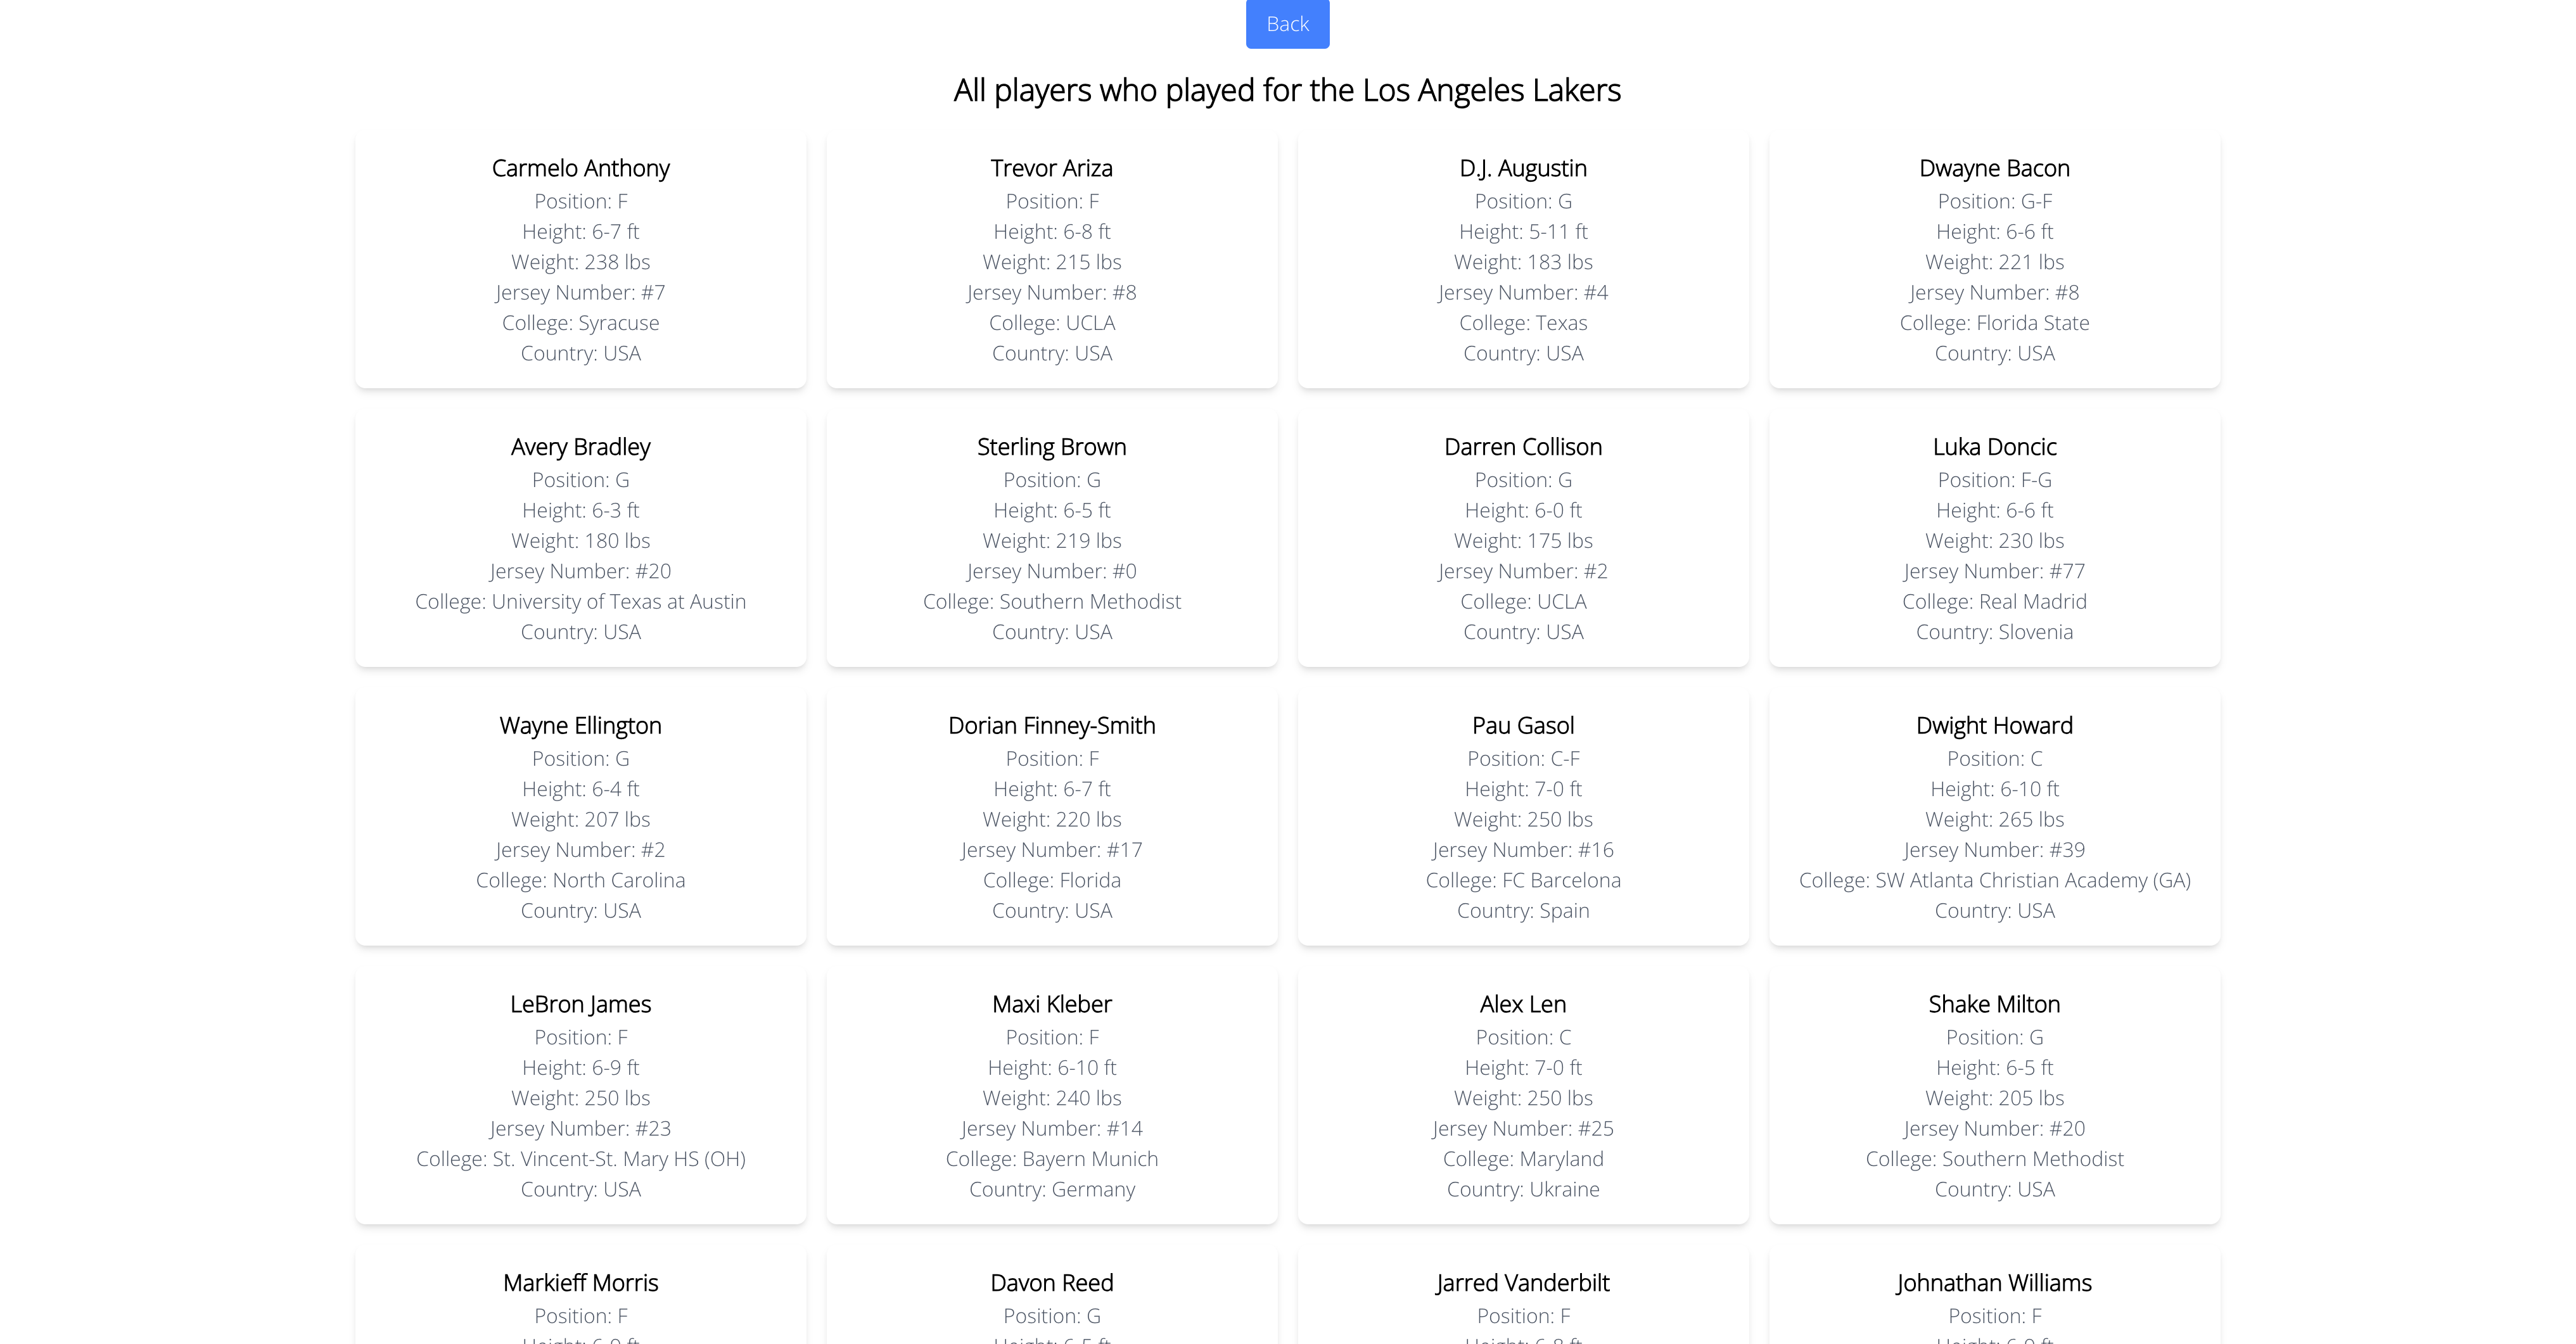 Back
All players who played for the Los Angeles Lakers
Carmelo Anthony
Position: F
Height: 6-7 ft
Weight: 238 lbs
Jersey Number: #7
College: Syracuse
Country: USA
Trevor Ariza
Position: F
Height: 6-8 ft
Weight: 215 lbs
Jersey Number: #8
College: UCLA
Country: USA
D.J. Augustin
Position: G
Height: 5-11 ft
Weight: 183 lbs
Jersey Number: #4
College: Texas
Country: USA
Dwayne Bacon
Position: G-F
Height: 6-6 ft
Weight: 221 lbs
Jersey Number: #8
College: Florida State
Country: USA
Avery Bradley
Position: G
Height: 6-3 ft
Weight: 180 lbs
Jersey Number: #20
College: University of Texas at Austin
Country: USA
Sterling Brown
Position: G
Height: 6-5 ft
Weight: 219 lbs
Jersey Number: #0
College: Southern Methodist
Country: USA
Darren Collison
Position: G
Height: 6-0 ft
Weight: 175 lbs
Jersey Number: #2
College: UCLA
Country: USA
Luka Doncic
Position: F-G
Height: 6-6 ft
Weight: 230 lbs
Jersey Number: #77
College: Real Madrid
Country: Slovenia
Wayne Ellington
Position: G
Height: 6-4 ft
Weight: 207 lbs
Jersey Number: #2
College: North Carolina
Country: USA
Dorian Finney-Smith
Position: F
Height: 6-7 ft
Weight: 220 lbs
Jersey Number: #17
College: Florida
Country: USA
Pau Gasol
Position: C-F
Height: 7-0 ft
Weight: 250 lbs
Jersey Number: #16
College: FC Barcelona
Country: Spain
Dwight Howard
Position: C
Height: 6-10 ft
Weight: 265 lbs
Jersey Number: #39
College: SW Atlanta Christian Academy (GA)
Country: USA
LeBron James
Position: F
Height: 6-9 ft
Weight: 250 lbs
Jersey Number: #23
College: St. Vincent-St. Mary HS (OH)
Country: USA
Maxi Kleber
Position: F
Height: 6-10 ft
Weight: 240 lbs
Jersey Number: #14
College: Bayern Munich
Country: Germany
Alex Len
Position: C
Height: 7-0 ft
Weight: 250 lbs
Jersey Number: #25
College: Maryland
Country: Ukraine
Shake Milton
Position: G
Height: 6-5 ft
Weight: 205 lbs
Jersey Number: #20
College: Southern Methodist
Country: USA
Markieff Morris
Position: F
Davon Reed
Position: G
Jarred Vanderbilt
Position: F
Johnathan Williams
Position: F